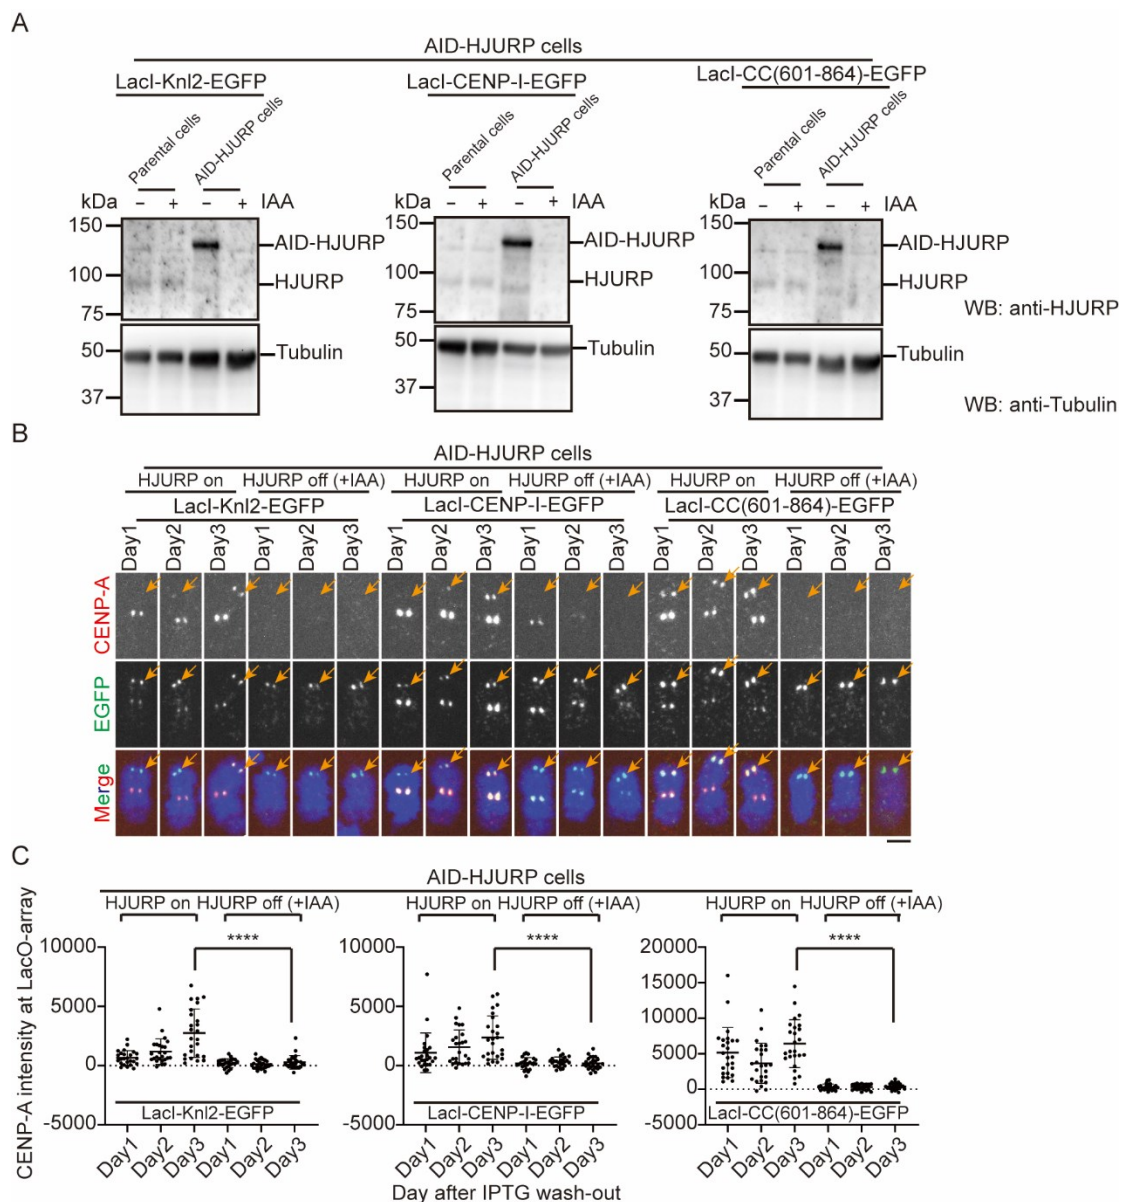 A
AID-HJURP cells
LacI-Knl2-EGFP
LacI-CENP-I-EGFP
LacI-CC(601-864)-EGFP
Parental cells
AID-HJURP cells
Parental cells
AID-HJURP cells
Parental cells
AID-HJURP cells
kDa − + − + IAA
kDa − + − + IAA
kDa − + − + IAA
150
AID-HJURP
100
HJURP
75
50
Tubulin
37
150
AID-HJURP
100
HJURP
75
50
Tubulin
37
150
AID-HJURP
100
HJURP
75
WB: anti-HJURP
50
Tubulin
37
WB: anti-Tubulin
B
AID-HJURP cells
HJURP on HJURP off (+IAA) HJURP on HJURP off (+IAA) HJURP on HJURP off (+IAA)
LacI-Knl2-EGFP LacI-CENP-I-EGFP LacI-CC(601-864)-EGFP
Day1 Day2 Day3 Day1 Day2 Day3 Day1 Day2 Day3 Day1 Day2 Day3 Day1 Day2 Day3 Day1 Day2 Day3
CENP-A
EGFP
Merge
C
AID-HJURP cells
HJURP on HJURP off (+IAA) HJURP on HJURP off (+IAA) HJURP on HJURP off (+IAA)
CENP-A intensity at LacO-array
10000
5000
0
-5000
****
LacI-Knl2-EGFP
Day1 Day2 Day3 Day1 Day2 Day3
10000
5000
0
-5000
****
LacI-CENP-I-EGFP
Day1 Day2 Day3 Day1 Day2 Day3
20000
15000
10000
5000
0
-5000
****
LacI-CC(601-864)-EGFP
Day1 Day2 Day3 Day1 Day2 Day3
Day after IPTG wash-out